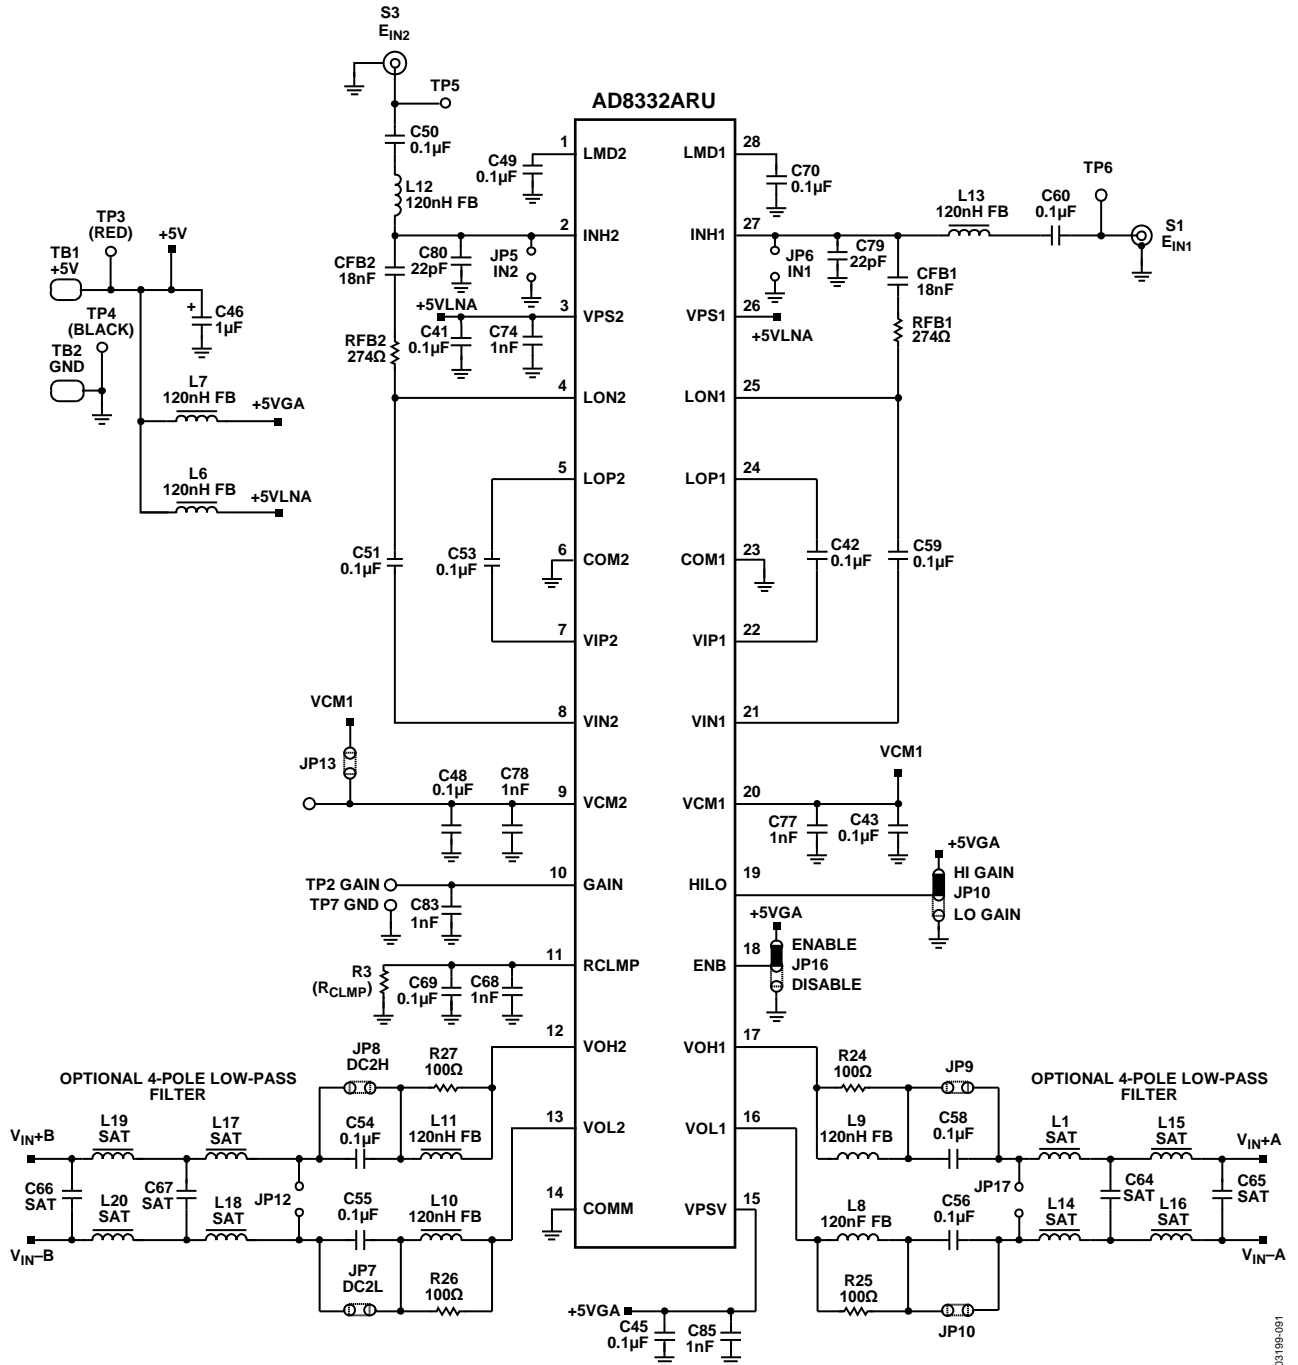 S3
EIN2
TP5
AD8332ARU
C50
0.1µF
L12
120nH FB
C49
0.1µF
1
LMD2
LMD1
28
C70
0.1µF
TP6
L13
120nH FB
C60
0.1µF
S1
EIN1
TP3
(RED)
+5V
TB1
+5V
TP4
(BLACK)
TB2
GND
+
C46
1µF
L7
120nH FB
+5VGA
L6
120nH FB
+5VLNA
2
INH2
INH1
27
CFB2
18nF
C80
22pF
JP5
IN2
JP6
IN1
C79
22pF
CFB1
18nF
+5VLNA
3
VPS2
VPS1
26
+5VLNA
RFB2
274Ω
C41
0.1µF
C74
1nF
RFB1
274Ω
4
LON2
LON1
25
5
LOP2
LOP1
24
C51
0.1µF
C53
0.1µF
6
COM2
COM1
23
C42
0.1µF
C59
0.1µF
7
VIP2
VIP1
22
8
VIN2
VIN1
21
VCM1
JP13
C48
0.1µF
C78
1nF
9
VCM2
VCM1
20
VCM1
C77
1nF
C43
0.1µF
TP2 GAIN
TP7 GND
C83
1nF
10
GAIN
HILO
19
+5VGA
HI GAIN
JP10
LO GAIN
R3
(RCLMP)
C69
0.1µF
C68
1nF
11
RCLMP
ENB
18
+5VGA
ENABLE
JP16
DISABLE
12
VOH2
VOH1
17
OPTIONAL 4-POLE LOW-PASS
FILTER
JP8
DC2H
R27
100Ω
R24
100Ω
JP9
OPTIONAL 4-POLE LOW-PASS
FILTER
VIN+B
L19
SAT
L17
SAT
C54
0.1µF
L11
120nH FB
13
VOL2
VOL1
16
L9
120nH FB
C58
0.1µF
L1
SAT
L15
SAT
VIN+A
C66
SAT
L20
SAT
C67
SAT
L18
SAT
JP12
C55
0.1µF
L10
120nH FB
14
COMM
VPSV
15
L8
120nF FB
C56
0.1µF
JP17
L14
SAT
C64
SAT
L16
SAT
C65
SAT
VIN–B
VIN–A
JP7
DC2L
R26
100Ω
R25
100Ω
JP10
+5VGA
C45
0.1µF
C85
1nF
03199-091